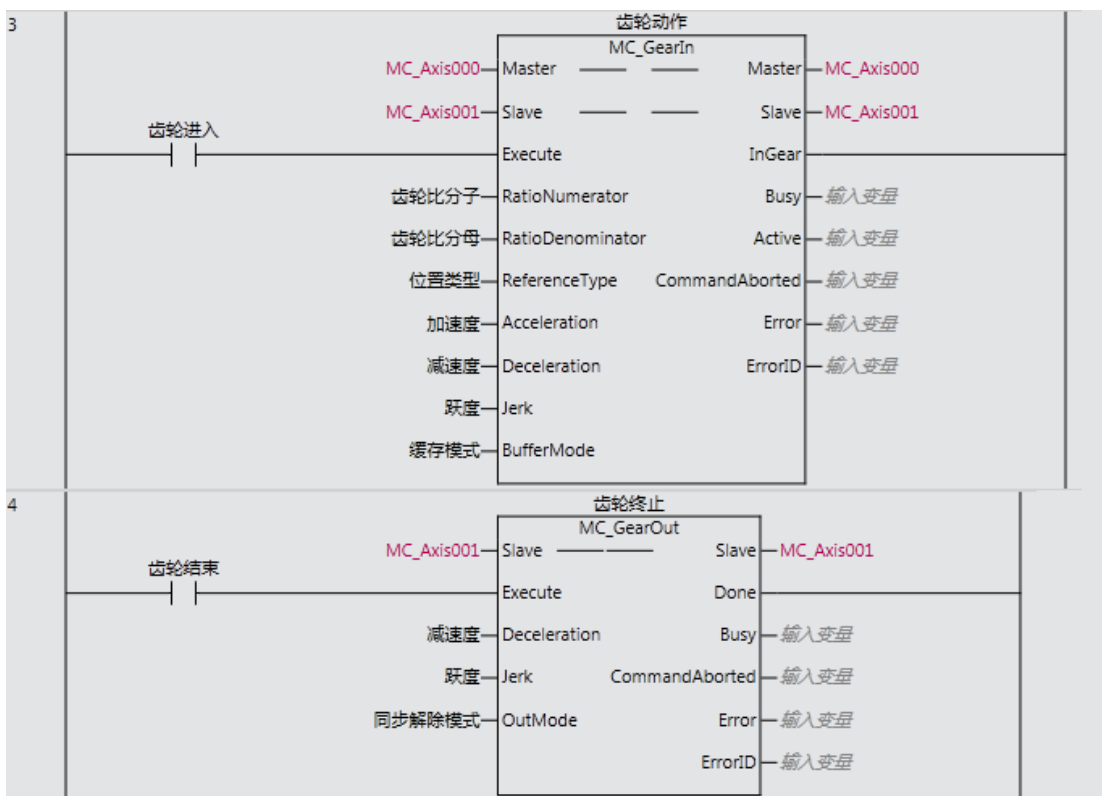 3
齿轮动作
MC_GearIn
MC_Axis000 Master Master MC_Axis000
MC_Axis001 Slave Slave MC_Axis001
齿轮进入
Execute InGear
齿轮比分子 RatioNumerator Busy 输入变量
齿轮比分母 RatioDenominator Active 输入变量
位置类型 ReferenceType CommandAborted 输入变量
加速度 Acceleration Error 输入变量
减速度 Deceleration ErrorID 输入变量
跃度 Jerk
缓存模式 BufferMode
4
齿轮终止
MC_GearOut
MC_Axis001 Slave Slave MC_Axis001
齿轮结束
Execute Done
减速度 Deceleration Busy 输入变量
跃度 Jerk CommandAborted 输入变量
同步解除模式 OutMode Error 输入变量
ErrorID 输入变量